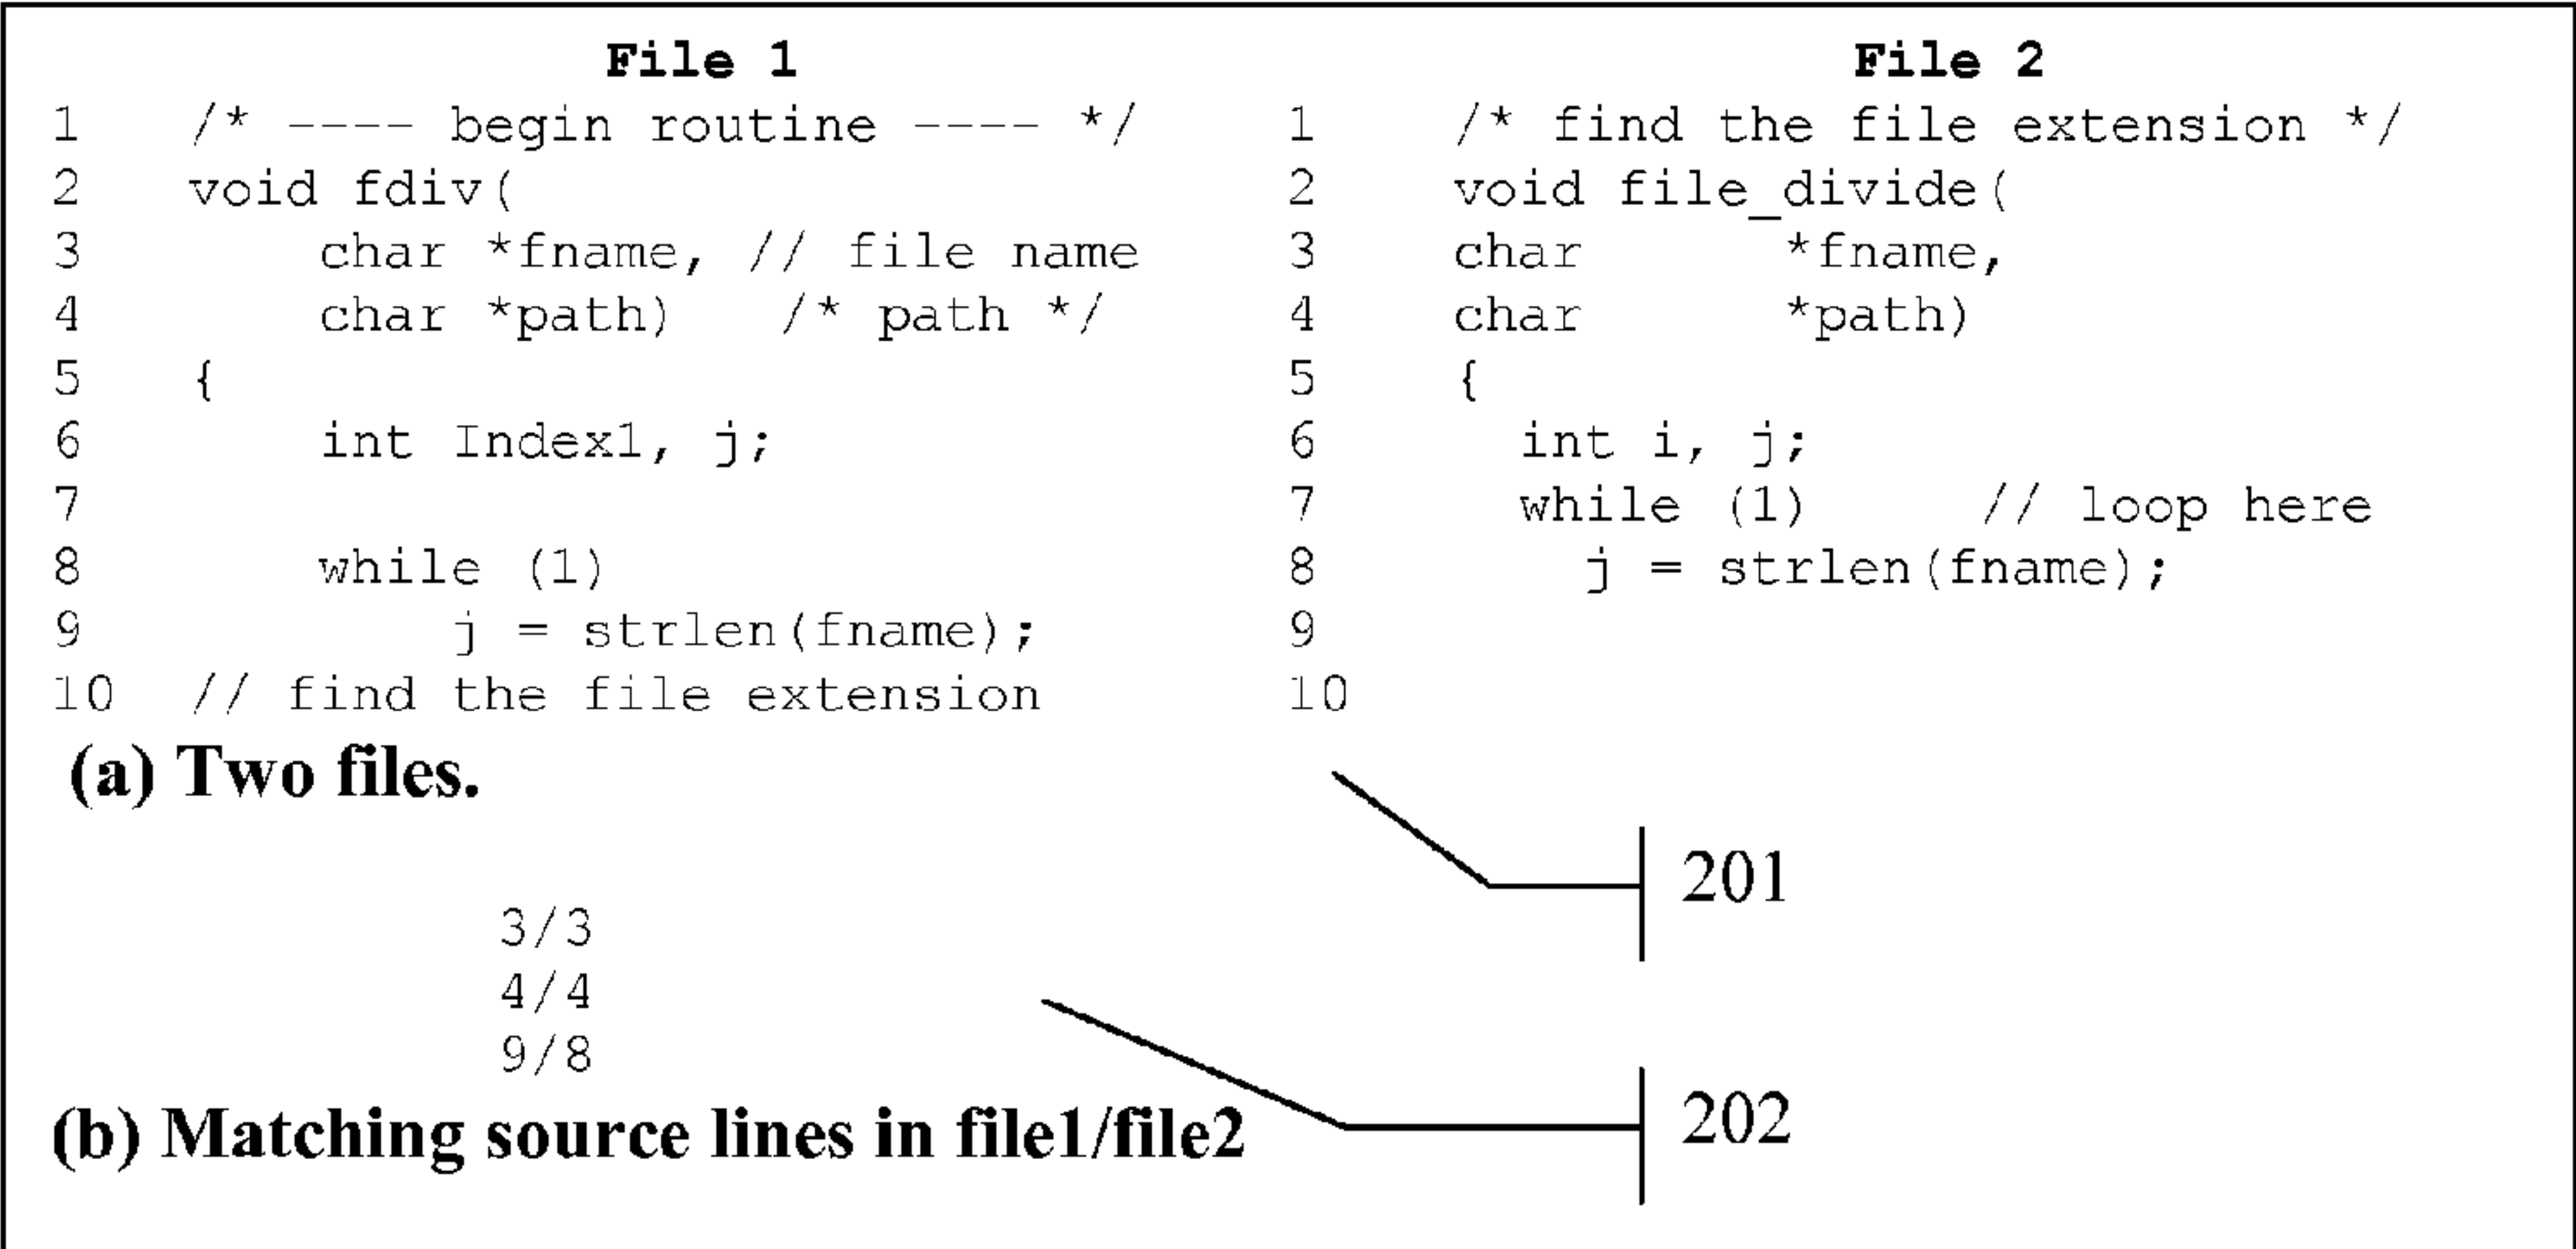 File 1
1 /* ---- begin routine ---- */
2 void fdiv(
3 char *fname, // file name
4 char *path) /* path */
5 {
6 int Index1, j;
7
8 while (1)
9 j = strlen(fname);
10 // find the file extension
File 2
1 /* find the file extension */
2 void file_divide(
3 char *fname,
4 char *path)
5 {
6 int i, j;
7 while (1) // loop here
8 j = strlen(fname);
9
10
(a) Two files.
201
3/3
4/4
9/8
202
(b) Matching source lines in file1/file2